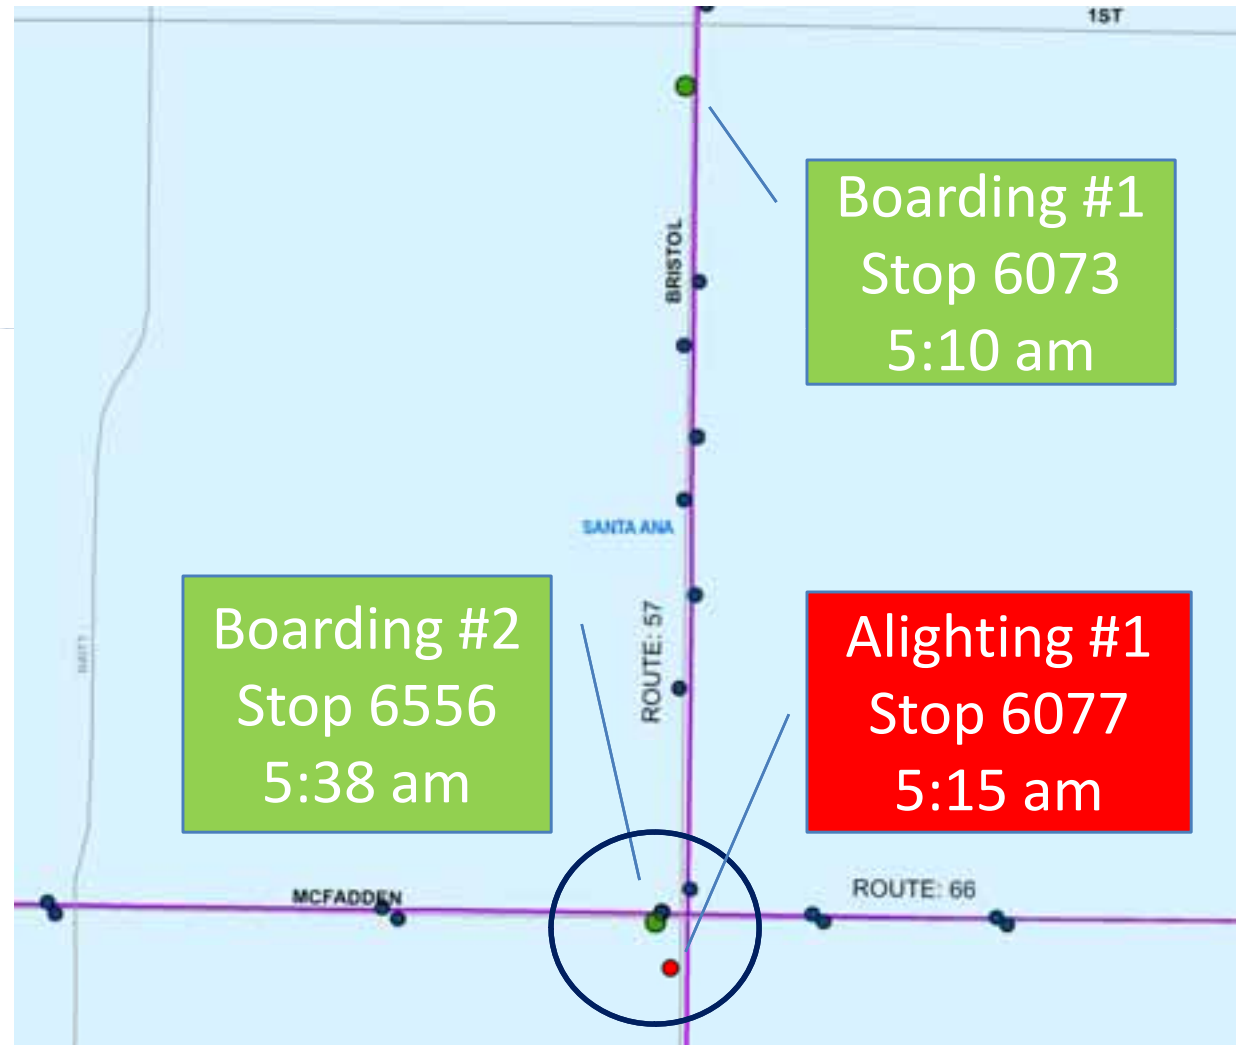 1ST
Boarding #1
Stop 6073
5:10 am
BRISTOL
SANTA ANA
Boarding #2
Stop 6556
5:38 am
ROUTE: 57
Alighting #1
Stop 6077
5:15 am
MCFADDEN
ROUTE: 66